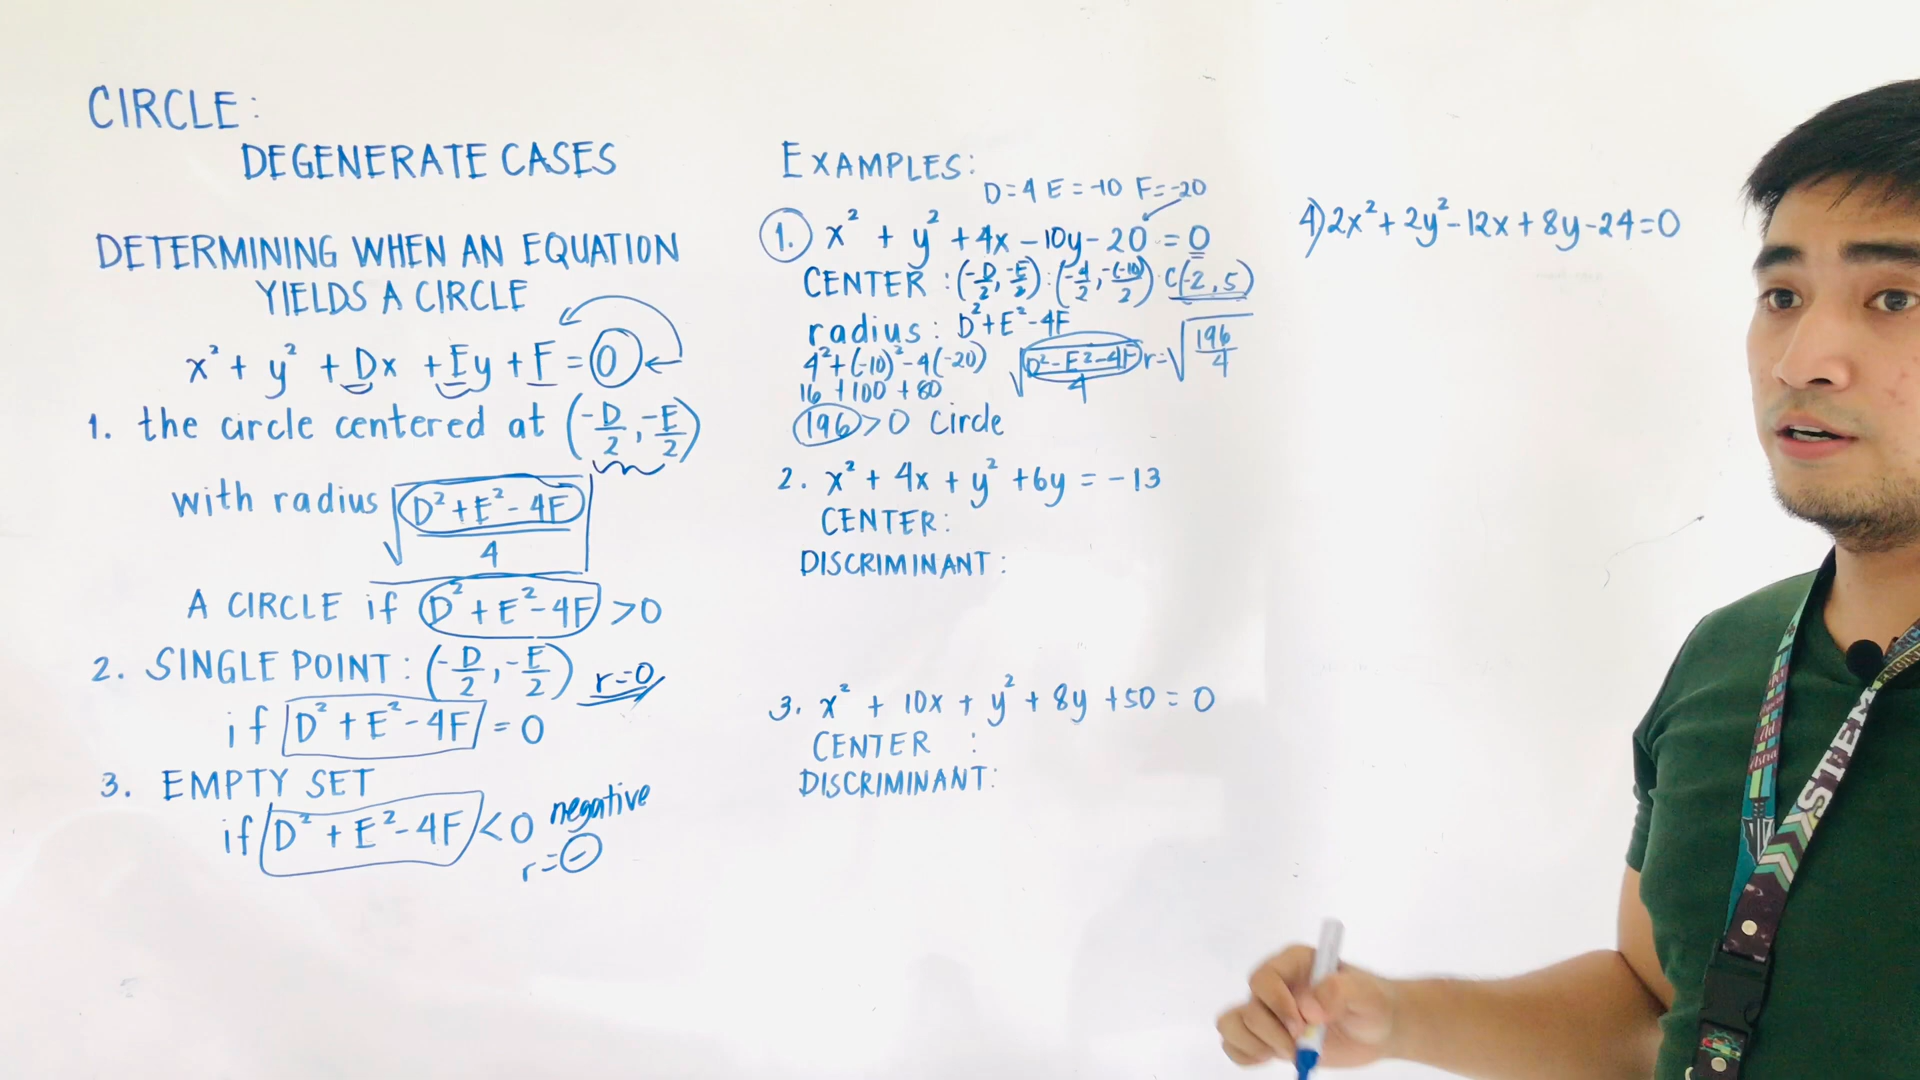 CIRCLE:
DEGENERATE CASES
DETERMINING WHEN AN EQUATION
YIELDS A CIRCLE
x² + y² + Dx + Ey + F = 0
1. the circle centered at (-D/2, -E/2)
with radius √((D² + E² - 4F)/4)
A CIRCLE if D² + E² - 4F > 0
2. SINGLE POINT: (-D/2, -E/2) r=0
if D² + E² - 4F = 0
3. EMPTY SET
if D² + E² - 4F < 0 negative
r = -
EXAMPLES:
D=4 E=-10 F=-20
1. x² + y² + 4x - 10y - 20 = 0
CENTER: (-D/2, -E/2): (-4/2, -(-10)/2) C(-2, 5)
radius: D²+E²-4F
4²+(-10)²-4(-20) √((D²-E²-4F)/4) r=√(196/4)
16 +100 +80
196 > 0 Circle
2. x² + 4x + y² + 6y = -13
CENTER:
DISCRIMINANT:
3. x² + 10x + y² + 8y + 50 = 0
CENTER :
DISCRIMINANT:
4) 2x² + 2y² - 12x + 8y - 24 = 0
STEM